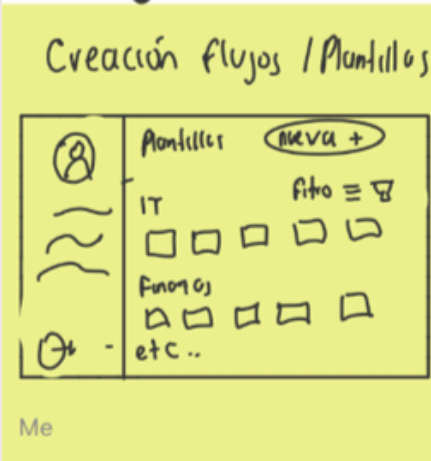 Creación flujos / Plantillas
Plantillas nueva +
Filtro
IT
Finanzas
etc..
Me